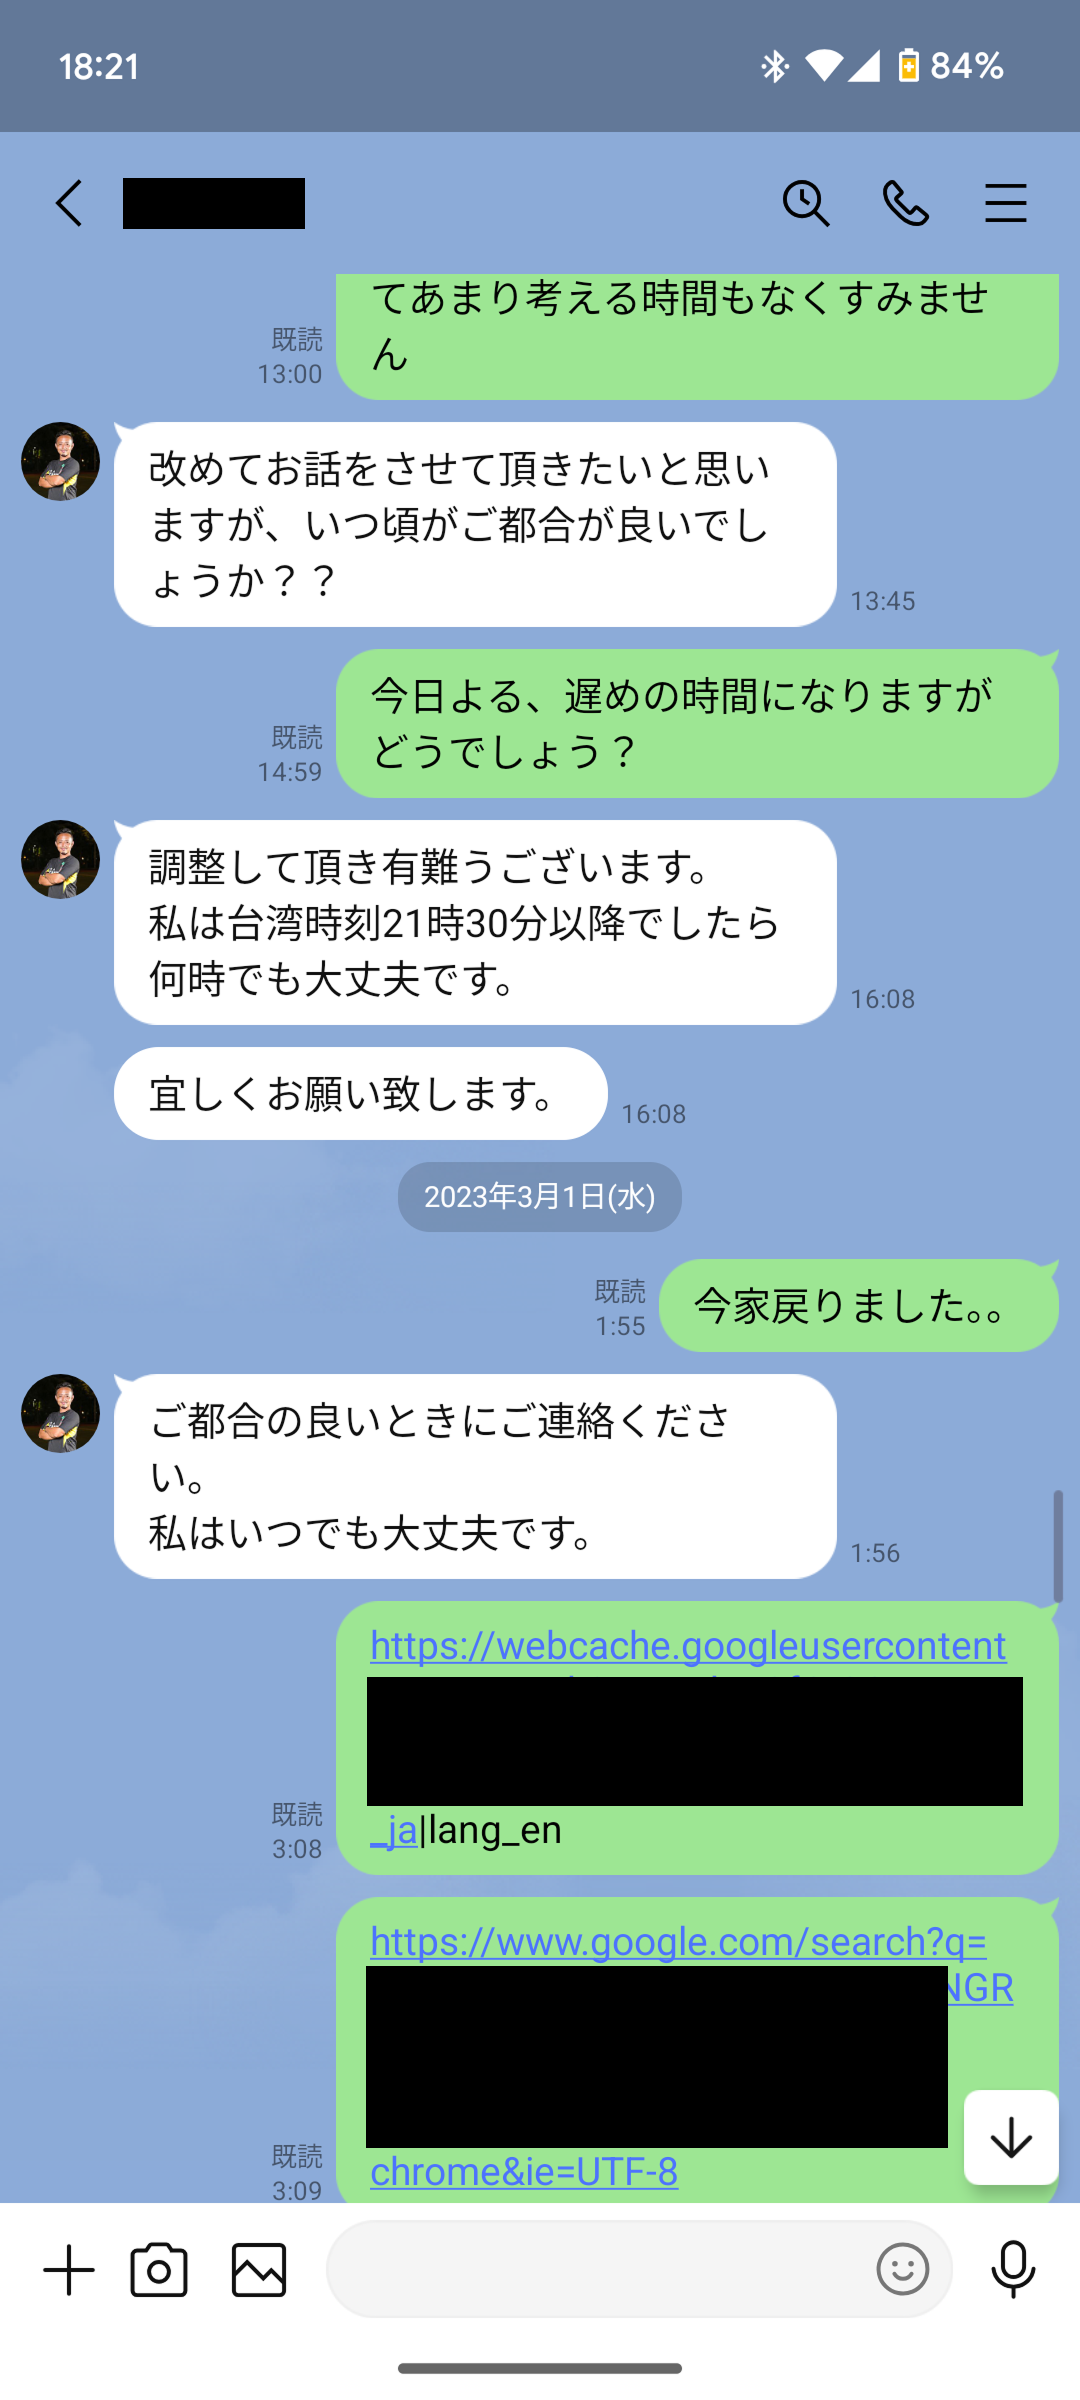 18:21
84%
てあまり考える時間もなくすみませ
ん
既読
13:00
改めてお話をさせて頂きたいと思い
ますが、いつ頃がご都合が良いでし
ょうか？？
13:45
今日よる、遅めの時間になりますが
どうでしょう？
既読
14:59
調整して頂き有難うございます。
私は台湾時刻21時30分以降でしたら
何時でも大丈夫です。
16:08
宜しくお願い致します。
16:08
2023年3月1日(水)
今家戻りました。。
既読
1:55
ご都合の良いときにご連絡くださ
い。
私はいつでも大丈夫です。
1:56
https://webcache.googleusercontent
_ja|lang_en
既読
3:08
https://www.google.com/search?q=
NGR
chrome&ie=UTF-8
既読
3:09